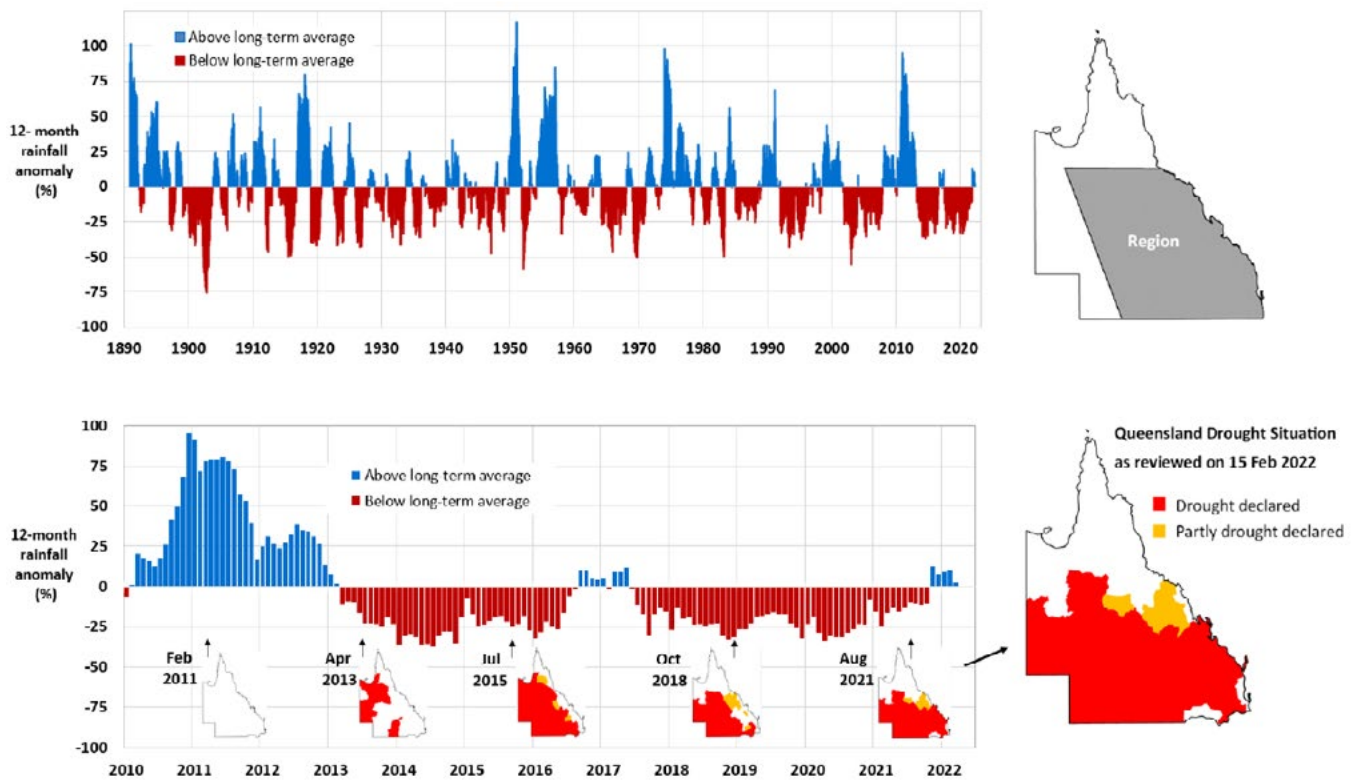 Above long-term average
Below long-term average
100
75
50
25
0
-25
-50
-75
-100
12- month
rainfall
anomaly
(%)
1890
1900
1910
1920
1930
1940
1950
1960
1970
1980
1990
2000
2010
2020
Region
100
75
50
25
0
-25
-50
-75
-100
12-month
rainfall
anomaly
(%)
Above long-term average
Below long-term average
Feb
2011
Apr
2013
Jul
2015
Oct
2018
Aug
2021
2010
2011
2012
2013
2014
2015
2016
2017
2018
2019
2020
2021
2022
Queensland Drought Situation
as reviewed on 15 Feb 2022
Drought declared
Partly drought declared